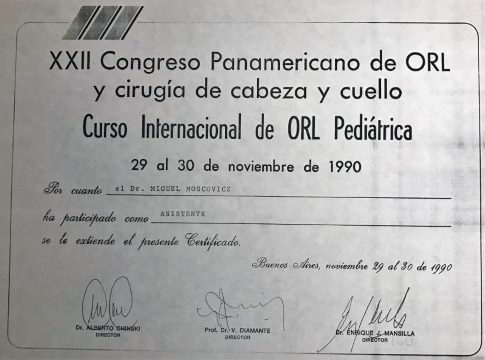 XXII Congreso Panamericano de ORL
y cirugía de cabeza y cuello
Curso Internacional de ORL Pediátrica
29 al 30 de noviembre de 1990
Por cuanto el Dr. MIGUEL MOSCOVICZ
ha participado como ASISTENTE
se le extiende el presente Certificado.
Buenos Aires, noviembre 29 al 30 de 1990
Dr. ALBERTO SHINSKI
DIRECTOR
Prof. Dr. V. DIAMANTE
DIRECTOR
Dr. ENRIQUE J. MANSILLA
DIRECTOR